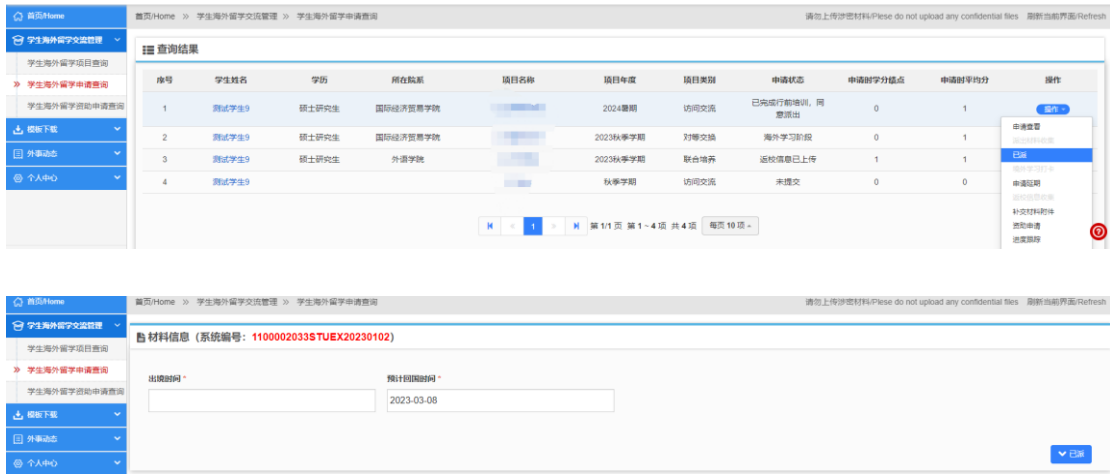 首页/Home
首页/Home >> 学生海外留学交流管理 >> 学生海外留学申请查询
请勿上传涉密材料/Plese do not upload any confidential files 刷新当前界面/Refresh
学生海外留学交流管理
学生海外留学项目查询
学生海外留学申请查询
学生海外留学资助申请查询
模板下载
外事动态
个人中心
查询结果
序号 学生姓名 学历 所在院系 项目名称 项目年度 项目类别 申请状态 申请时学分绩点 申请时平均分 操作
1 测试学生9 硕士研究生 国际经济贸易学院 2024暑期 访问交流 已完成行前培训，同意派出 0 1 操作
2 测试学生9 硕士研究生 国际经济贸易学院 2023秋季学期 对等交换 海外学习阶段 0 1
3 测试学生9 硕士研究生 外语学院 2023秋季学期 联合培养 返校信息已上传 1 1
4 测试学生9 秋季学期 访问交流 未提交 0 0
申请查看
已派
申请延期
补交材料附件
资助申请
进度跟踪
1 第 1/1 页 第 1 ~ 4 项 共 4 项 每页 10 项
首页/Home
首页/Home >> 学生海外留学交流管理 >> 学生海外留学申请查询
请勿上传涉密材料/Plese do not upload any confidential files 刷新当前界面/Refresh
学生海外留学交流管理
学生海外留学项目查询
学生海外留学申请查询
学生海外留学资助申请查询
模板下载
外事动态
个人中心
材料信息（系统编号：1100002033STUEX20230102）
出境时间 * 预计回国时间 *
2023-03-08
已派